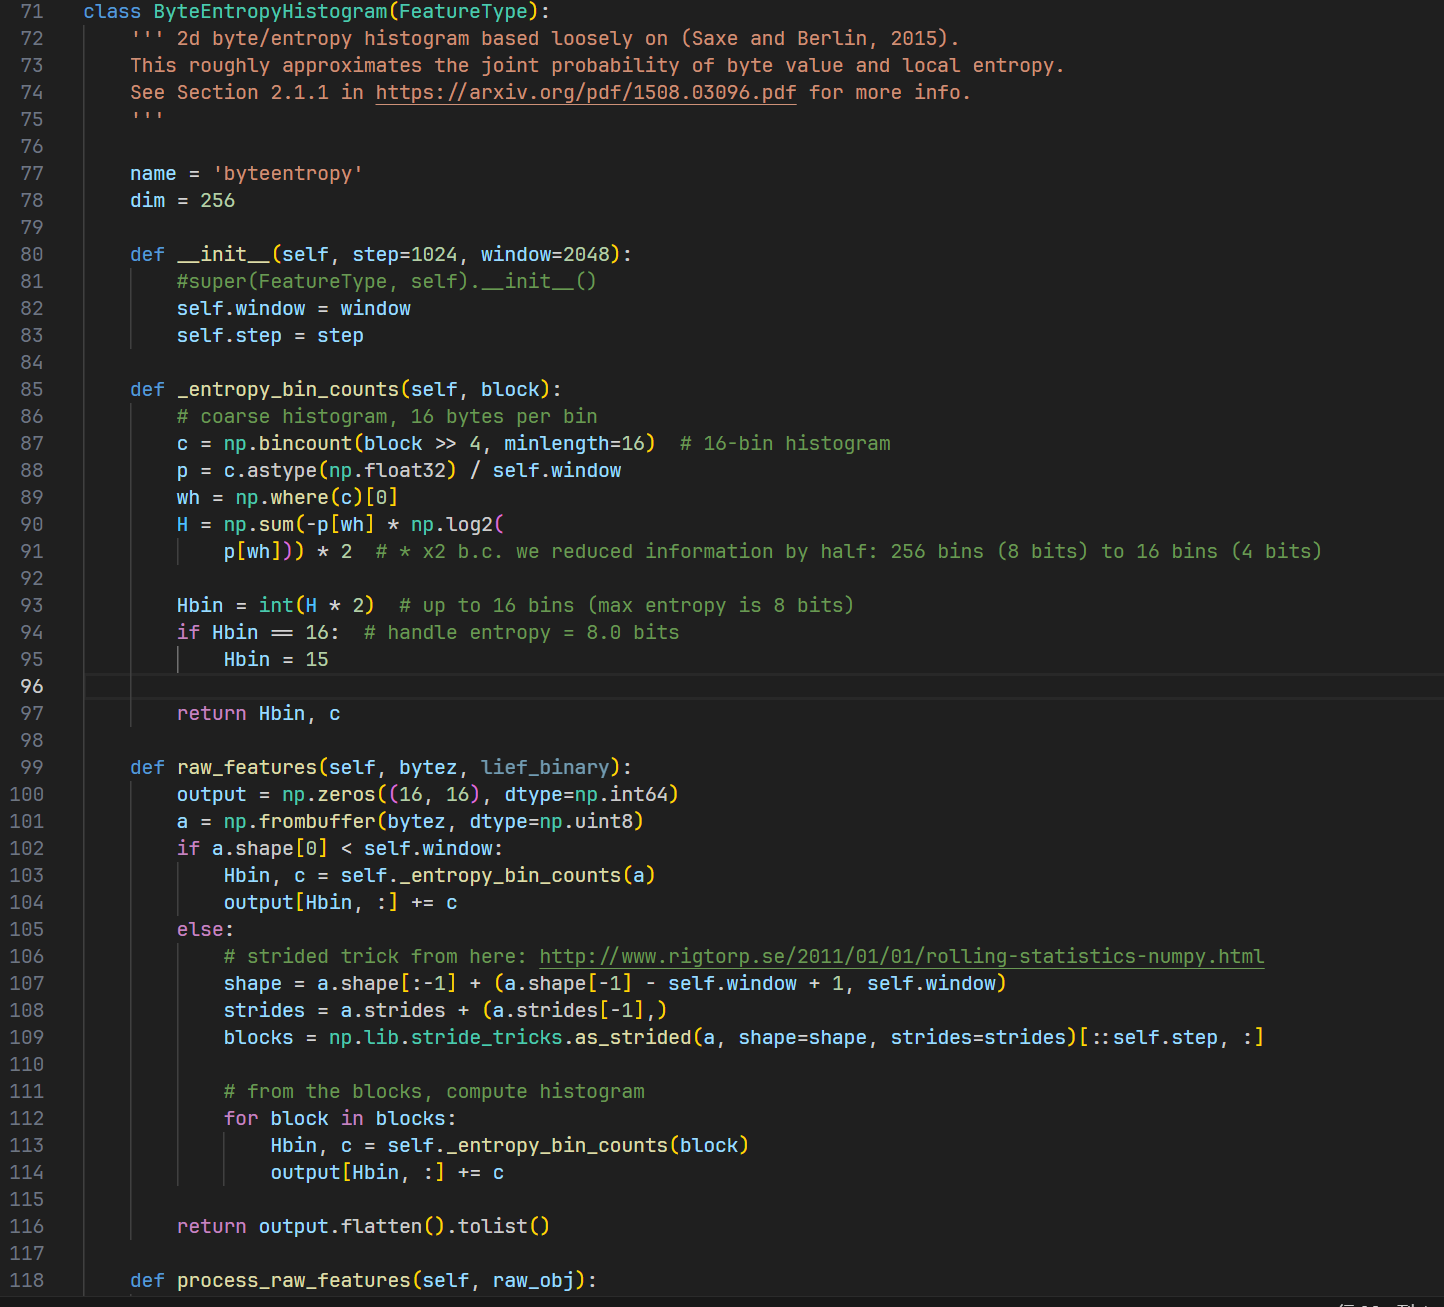 71 class ByteEntropyHistogram(FeatureType):
72 ''' 2d byte/entropy histogram based loosely on (Saxe and Berlin, 2015).
73 This roughly approximates the joint probability of byte value and local entropy.
74 See Section 2.1.1 in https://arxiv.org/pdf/1508.03096.pdf for more info.
75 '''
76
77 name = 'byteentropy'
78 dim = 256
79
80 def __init__(self, step=1024, window=2048):
81 #super(FeatureType, self).__init__()
82 self.window = window
83 self.step = step
84
85 def _entropy_bin_counts(self, block):
86 # coarse histogram, 16 bytes per bin
87 c = np.bincount(block >> 4, minlength=16)  # 16-bin histogram
88 p = c.astype(np.float32) / self.window
89 wh = np.where(c)[0]
90 H = np.sum(-p[wh] * np.log2(
91 p[wh])) * 2  # * x2 b.c. we reduced information by half: 256 bins (8 bits) to 16 bins (4 bits)
92
93 Hbin = int(H * 2)  # up to 16 bins (max entropy is 8 bits)
94 if Hbin == 16:  # handle entropy = 8.0 bits
95 Hbin = 15
96
97 return Hbin, c
98
99 def raw_features(self, bytez, lief_binary):
100 output = np.zeros((16, 16), dtype=np.int64)
101 a = np.frombuffer(bytez, dtype=np.uint8)
102 if a.shape[0] < self.window:
103 Hbin, c = self._entropy_bin_counts(a)
104 output[Hbin, :] += c
105 else:
106 # strided trick from here: http://www.rigtorp.se/2011/01/01/rolling-statistics-numpy.html
107 shape = a.shape[:-1] + (a.shape[-1] - self.window + 1, self.window)
108 strides = a.strides + (a.strides[-1],)
109 blocks = np.lib.stride_tricks.as_strided(a, shape=shape, strides=strides)[::self.step, :]
110
111 # from the blocks, compute histogram
112 for block in blocks:
113 Hbin, c = self._entropy_bin_counts(block)
114 output[Hbin, :] += c
115
116 return output.flatten().tolist()
117
118 def process_raw_features(self, raw_obj):